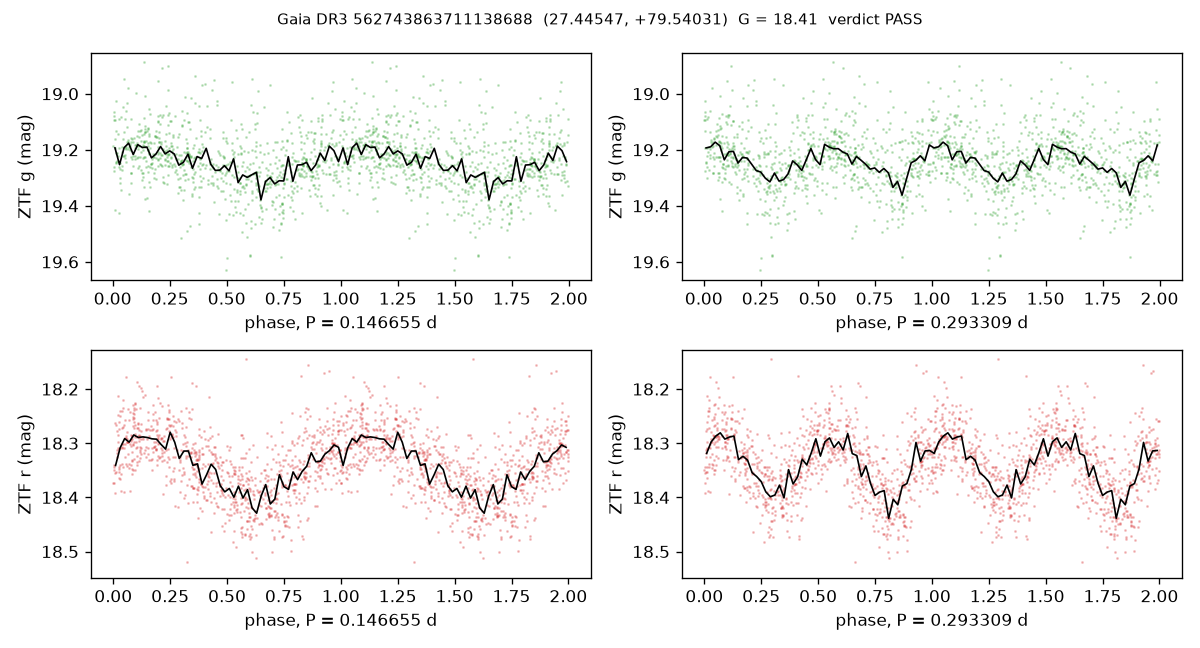 Gaia DR3 562743863711138688  (27.44547, +79.54031)  G = 18.41  verdict PASS
ZTF g (mag)
19.0
19.2
19.4
19.6
0.00 0.25 0.50 0.75 1.00 1.25 1.50 1.75 2.00
phase, P = 0.146655 d
ZTF g (mag)
19.0
19.2
19.4
19.6
0.00 0.25 0.50 0.75 1.00 1.25 1.50 1.75 2.00
phase, P = 0.293309 d
ZTF r (mag)
18.2
18.3
18.4
18.5
0.00 0.25 0.50 0.75 1.00 1.25 1.50 1.75 2.00
phase, P = 0.146655 d
ZTF r (mag)
18.2
18.3
18.4
18.5
0.00 0.25 0.50 0.75 1.00 1.25 1.50 1.75 2.00
phase, P = 0.293309 d